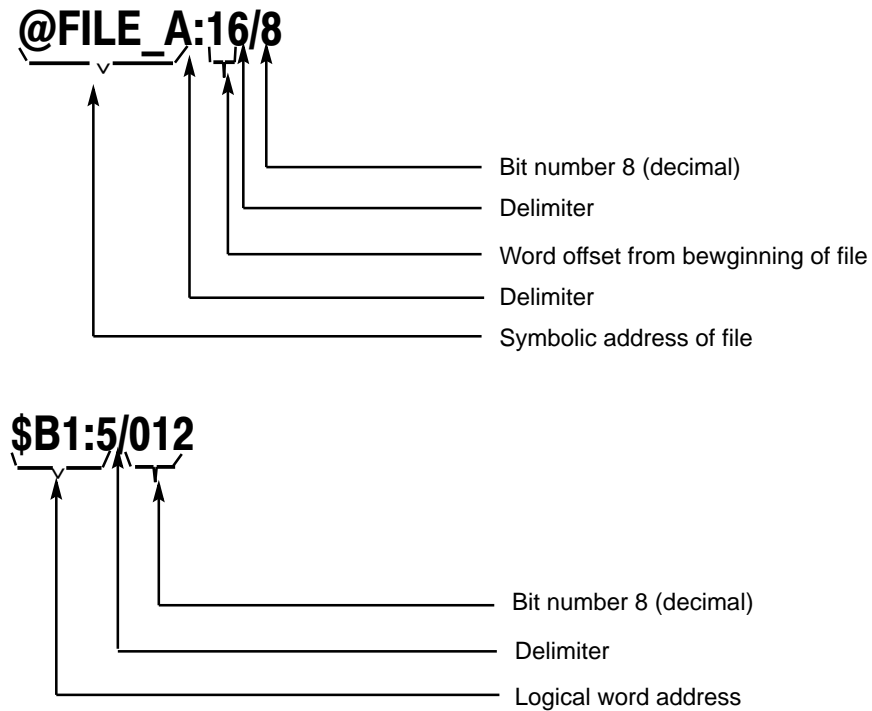 @FILE_A:16/8
Bit number 8 (decimal)
Delimiter
Word offset from bewginning of file
Delimiter
Symbolic address of file
$B1:5/012
Bit number 8 (decimal)
Delimiter
Logical word address